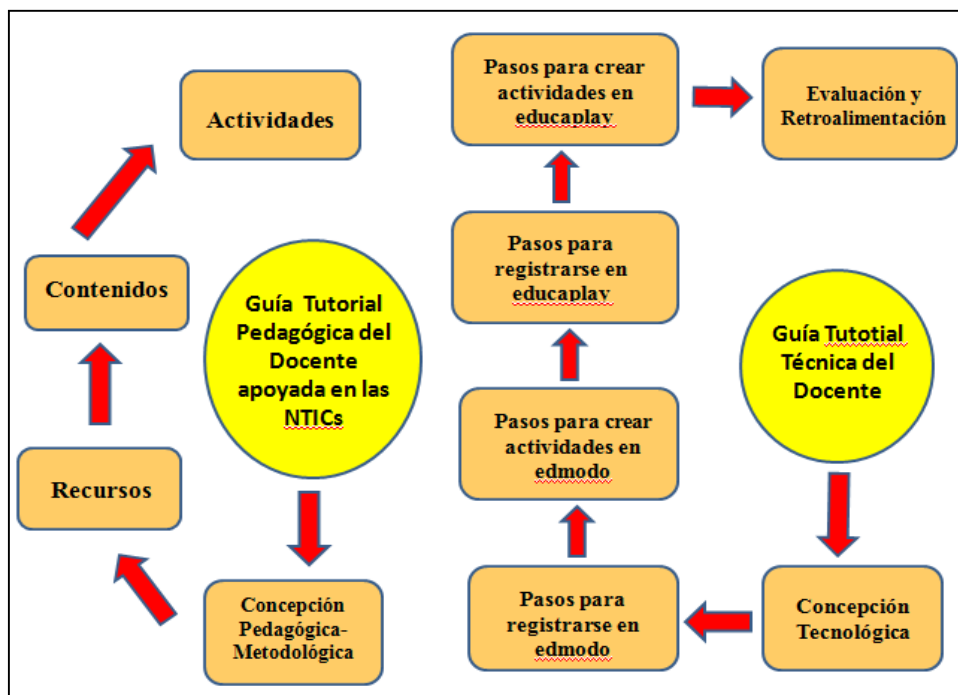 Actividades
Contenidos
Recursos
Guía Tutorial
Pedagógica del
Docente
apoyada en las
NTICs
Concepción
Pedagógica-
Metodológica
Pasos para crear
actividades en
educaplay
Evaluación y
Retroalimentación
Pasos para
registrarse en
educaplay
Pasos para crear
actividades en
edmodo
Pasos para
registrarse en
edmodo
Guía Tutotial
Técnica del
Docente
Concepción
Tecnológica